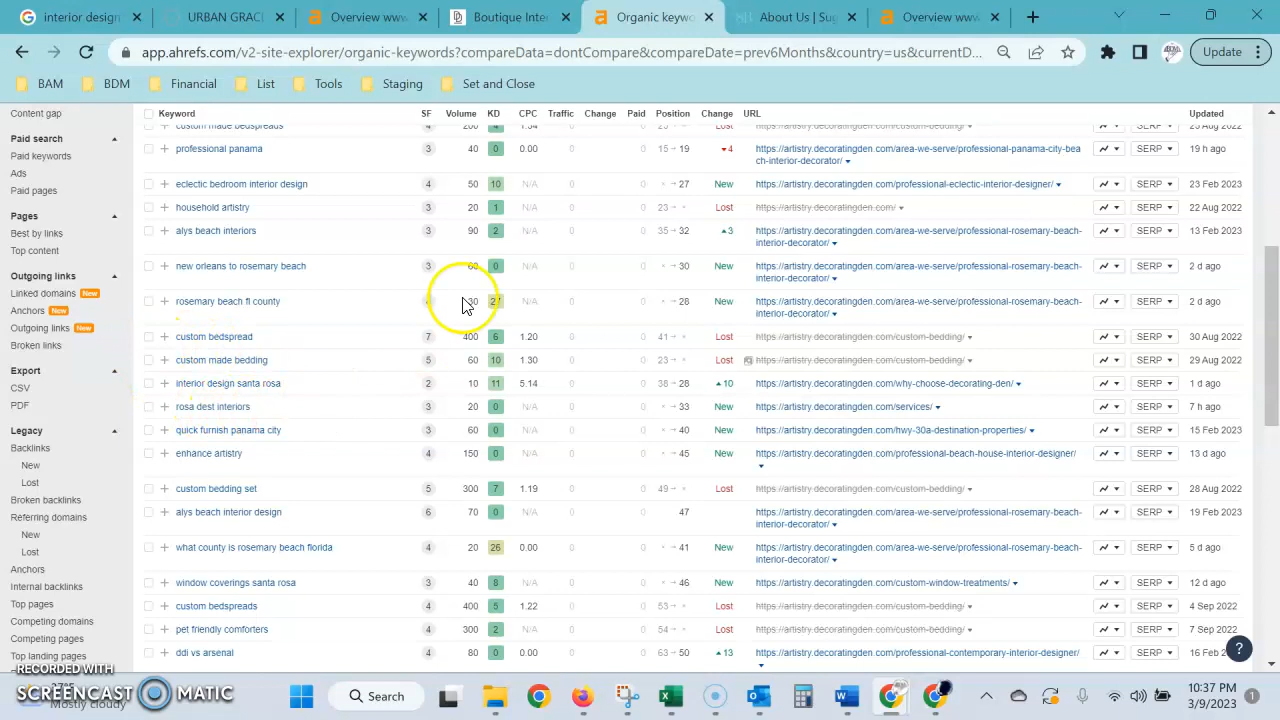 interior design
URBAN GRACI
Overview www
Boutique Inte
Organic keyw
About Us | Sug
Overview www
app.ahrefs.com/v2-site-explorer/organic-keywords?compareData=dontCompare&compareDate=prev6Months&country=us&currentD...
Update
BAM
BDM
Financial
List
Tools
Staging
Set and Close
Content gap
Paid search
Paid keywords
Ads
Paid pages
Pages
Best by links
Top content
Outgoing links
Linked domains New
Anchors New
Outgoing links New
Broken links
Export
CSV
PDF
Legacy
Backlinks
New
Lost
Broken backlinks
Referring domains
New
Lost
Anchors
Internal backlinks
Top pages
Competing domains
Competing pages
Top landing pages
Keyword SF Volume KD CPC Traffic Change Paid Position Change URL Updated
custom made bedspreads 4 200 4 1.34 0 0 23 → × Lost https://artistry.decoratingden.com/custom-bedding/ SERP 25 Aug 2022
professional panama 3 40 0 0.00 0 0 15 → 19 4 https://artistry.decoratingden.com/area-we-serve/professional-panama-city-bea SERP 19 h ago
ch-interior-decorator/
eclectic bedroom interior design 4 50 10 N/A 0 0 × → 27 New https://artistry.decoratingden.com/professional-eclectic-interior-designer/ SERP 23 Feb 2023
household artistry 3 20 1 N/A 0 0 23 → × Lost https://artistry.decoratingden.com/ SERP 22 Aug 2022
alys beach interiors 3 90 2 N/A 0 0 35 → 32 3 https://artistry.decoratingden.com/area-we-serve/professional-rosemary-beach- SERP 13 Feb 2023
interior-decorator/
new orleans to rosemary beach 3 60 0 N/A 0 0 × → 30 New https://artistry.decoratingden.com/area-we-serve/professional-rosemary-beach- SERP 2 d ago
interior-decorator/
rosemary beach fl county N/A 0 0 × → 28 New https://artistry.decoratingden.com/area-we-serve/professional-rosemary-beach- SERP 2 d ago
interior-decorator/
custom bedspread 7 400 6 1.20 0 0 41 → × Lost https://artistry.decoratingden.com/custom-bedding/ SERP 30 Aug 2022
custom made bedding 5 60 10 1.30 0 0 23 → × Lost https://artistry.decoratingden.com/custom-bedding/ SERP 29 Aug 2022
interior design santa rosa 2 10 11 5.14 0 0 38 → 28 10 https://artistry.decoratingden.com/why-choose-decorating-den/ SERP 1 d ago
rosa dest interiors 3 20 0 N/A 0 0 × → 33 New https://artistry.decoratingden.com/services/ SERP 7 h ago
quick furnish panama city 3 60 0 N/A 0 0 × → 40 New https://artistry.decoratingden.com/hwy-30a-destination-properties/ SERP 15 Feb 2023
enhance artistry 4 150 0 N/A 0 0 × → 45 New https://artistry.decoratingden.com/professional-beach-house-interior-designer/ SERP 13 d ago
custom bedding set 5 300 7 1.19 0 0 49 → × Lost https://artistry.decoratingden.com/custom-bedding/ SERP 28 Aug 2022
alys beach interior design 6 70 0 N/A 0 0 47 https://artistry.decoratingden.com/area-we-serve/professional-rosemary-beach- SERP 19 Feb 2023
interior-decorator/
what county is rosemary beach florida 4 20 26 0.00 0 0 × → 41 New https://artistry.decoratingden.com/area-we-serve/professional-rosemary-beach- SERP 5 d ago
interior-decorator/
window coverings santa rosa 3 40 8 N/A 0 0 × → 46 New https://artistry.decoratingden.com/custom-window-treatments/ SERP 12 d ago
custom bedspreads 4 400 5 1.22 0 0 53 → × Lost https://artistry.decoratingden.com/custom-bedding/ SERP 4 Sep 2022
pet friendly comforters 4 300 2 N/A 0 0 54 → × Lost https://artistry.decoratingden.com/custom-bedding/ SERP 7 Sep 2022
ddi vs arsenal 3 80 0 0.00 0 0 63 → 50 13 https://artistry.decoratingden.com/professional-contemporary-interior-designer/ SERP 16 Feb
?
RECORDED WITH
SCREENCAST MATIC
Mostly cloudy
Search
10:37 PM
3/9/2023